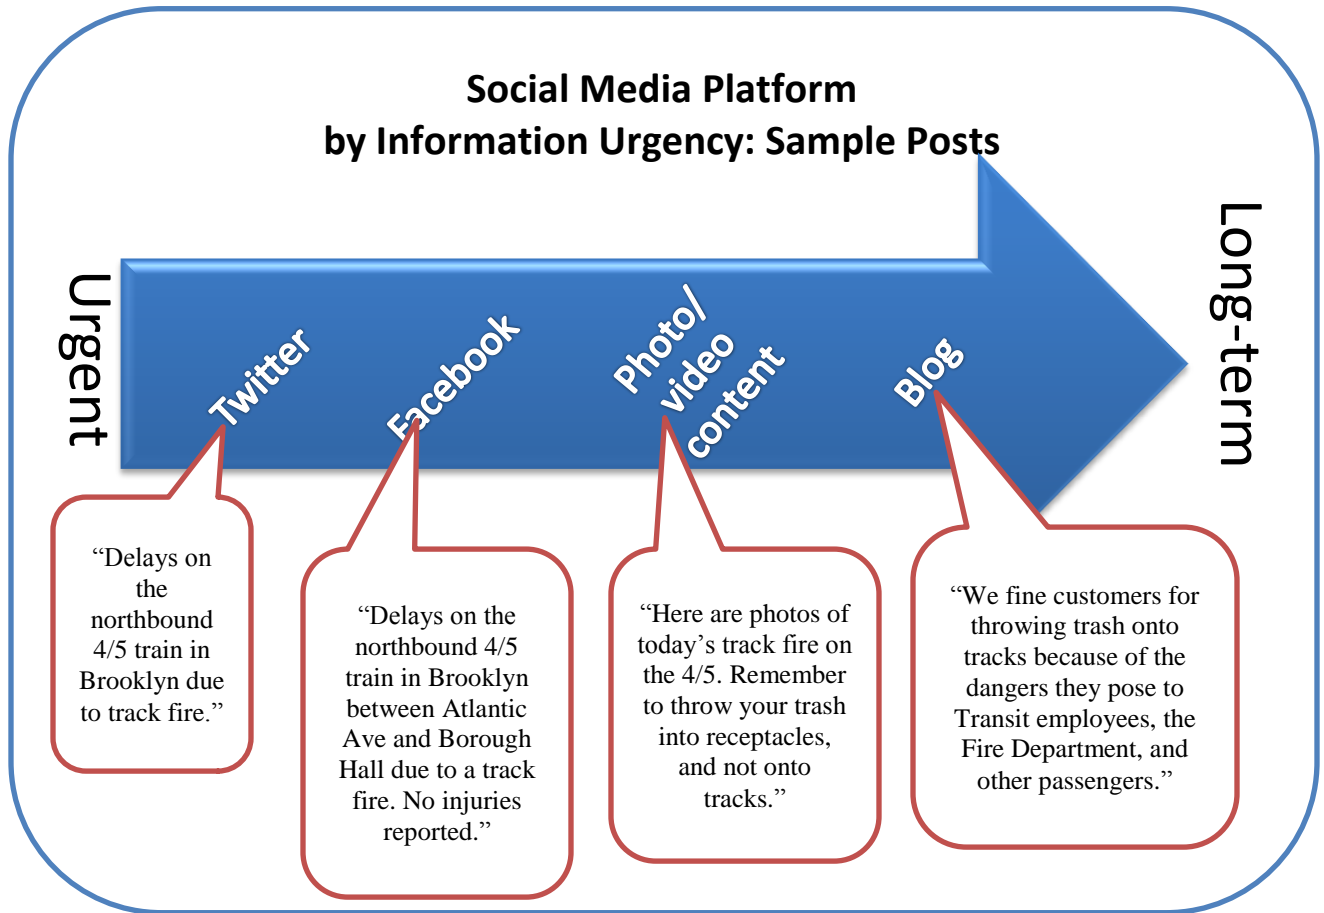 Social Media Platform
by Information Urgency: Sample Posts
Urgent
Twitter
Facebook
Photo/
video
content
Blog
Long-term
“Delays on
the
northbound
4/5 train in
Brooklyn due
to track fire.”
“Delays on the
northbound 4/5
train in Brooklyn
between Atlantic
Ave and Borough
Hall due to a track
fire. No injuries
reported.”
“Here are photos of
today’s track fire on
the 4/5. Remember
to throw your trash
into receptacles,
and not onto
tracks.”
“We fine customers for
throwing trash onto
tracks because of the
dangers they pose to
Transit employees, the
Fire Department, and
other passengers.”